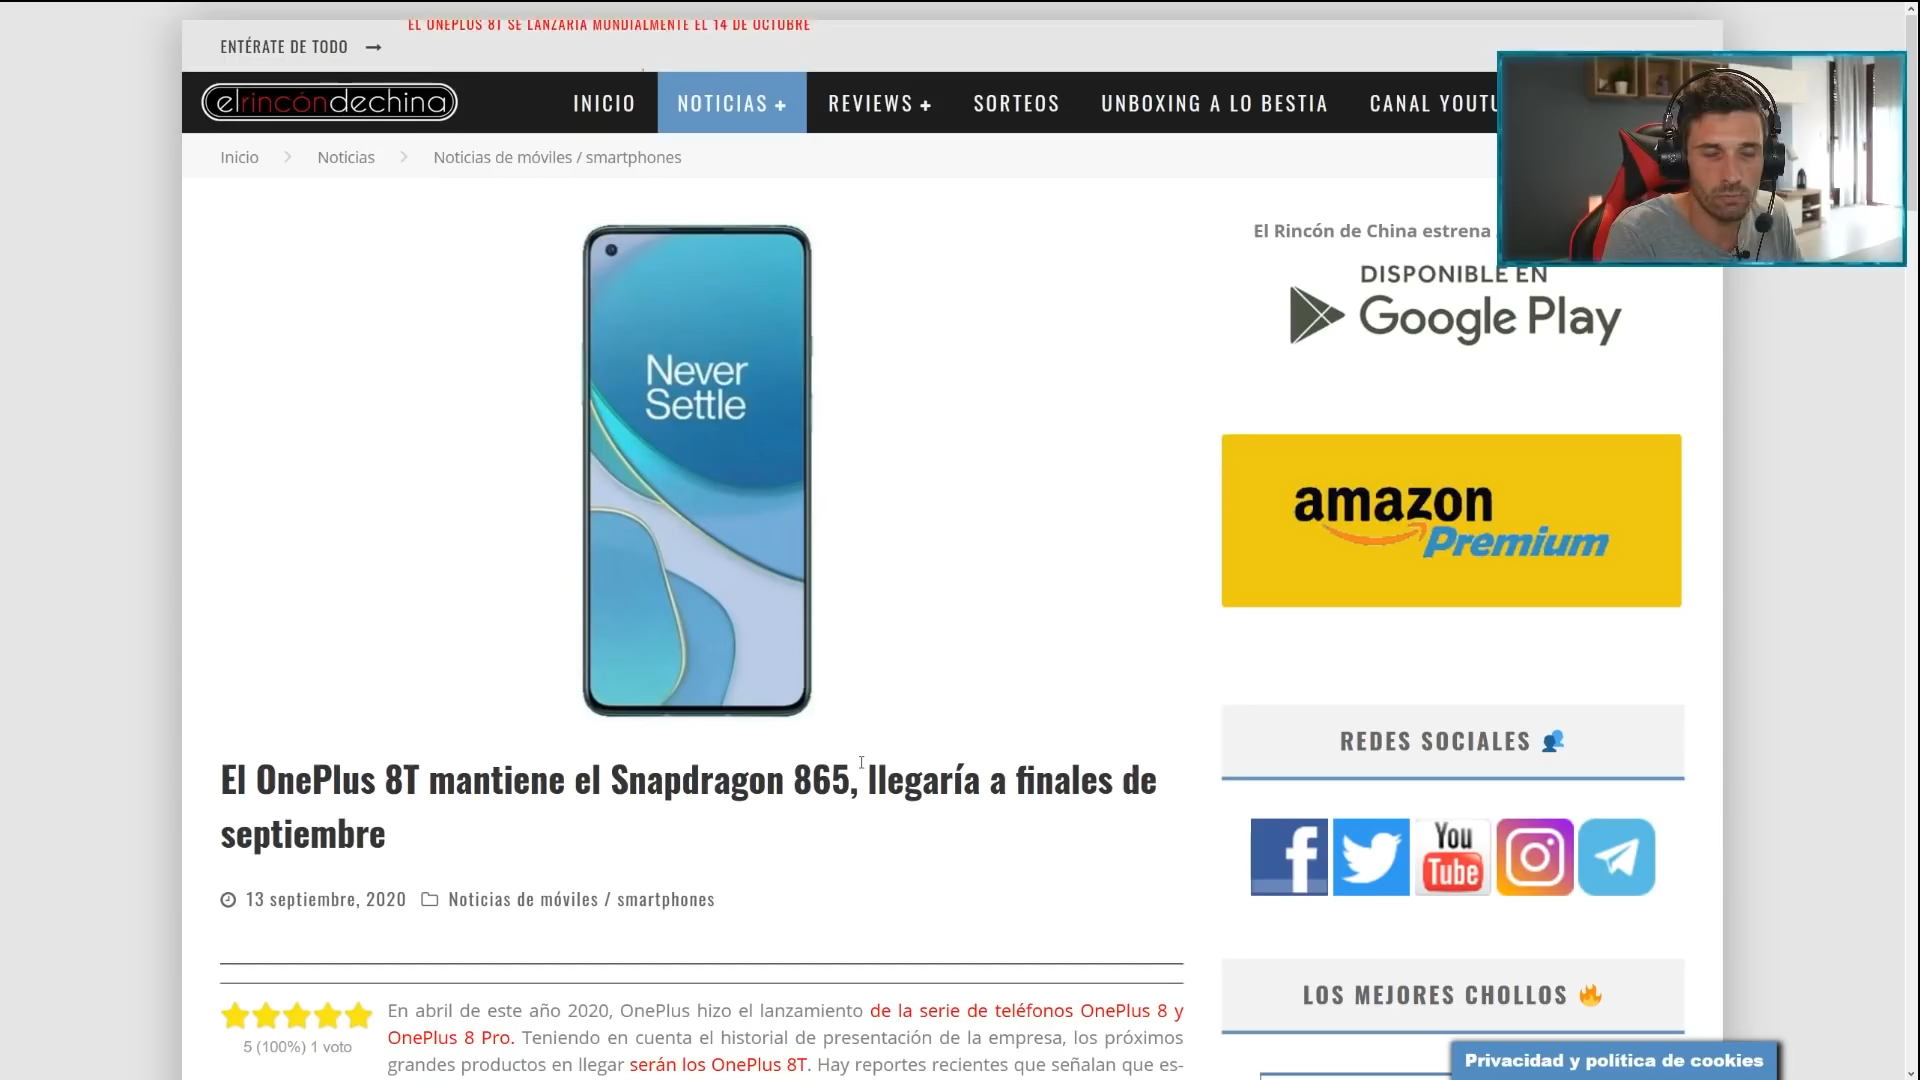 EL ONEPLUS 8T SE LANZARÍA MUNDIALMENTE EL 14 DE OCTUBRE
ENTÉRATE DE TODO →
elrincóndechina INICIO NOTICIAS + REVIEWS + SORTEOS UNBOXING A LO BESTIA CANAL YOUTU
Inicio > Noticias > Noticias de móviles / smartphones
Never
Settle
El OnePlus 8T mantiene el Snapdragon 865, llegaría a finales de
septiembre
13 septiembre, 2020 Noticias de móviles / smartphones
5 (100%) 1 voto
En abril de este año 2020, OnePlus hizo el lanzamiento de la serie de teléfonos OnePlus 8 y
OnePlus 8 Pro. Teniendo en cuenta el historial de presentación de la empresa, los próximos
grandes productos en llegar serán los OnePlus 8T. Hay reportes recientes que señalan que es-
El Rincón de China estrena
DISPONIBLE EN
Google Play
amazon
Premium
REDES SOCIALES
You
Tube
LOS MEJORES CHOLLOS
Privacidad y política de cookies